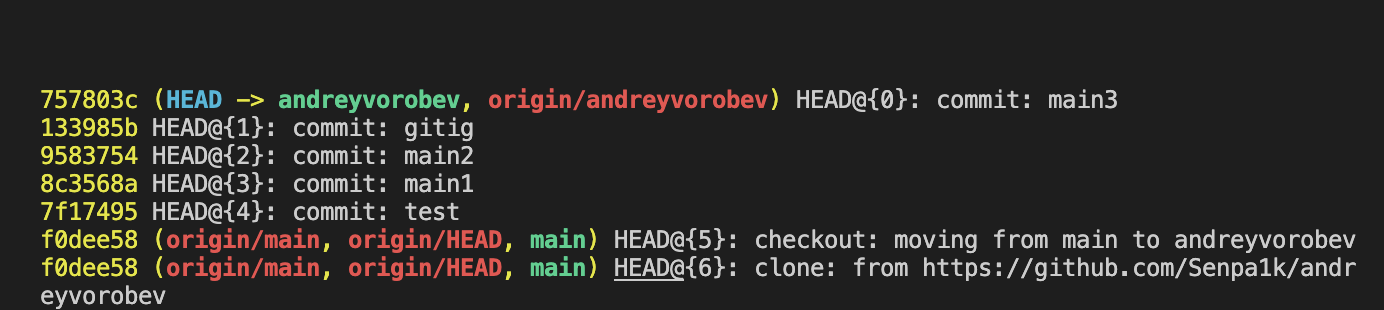 757803c (HEAD -> andreyvorobev, origin/andreyvorobev) HEAD@{0}: commit: main3
133985b HEAD@{1}: commit: gitig
9583754 HEAD@{2}: commit: main2
8c3568a HEAD@{3}: commit: main1
7f17495 HEAD@{4}: commit: test
f0dee58 (origin/main, origin/HEAD, main) HEAD@{5}: checkout: moving from main to andreyvorobev
f0dee58 (origin/main, origin/HEAD, main) HEAD@{6}: clone: from https://github.com/Senpa1k/andr
eyvorobev